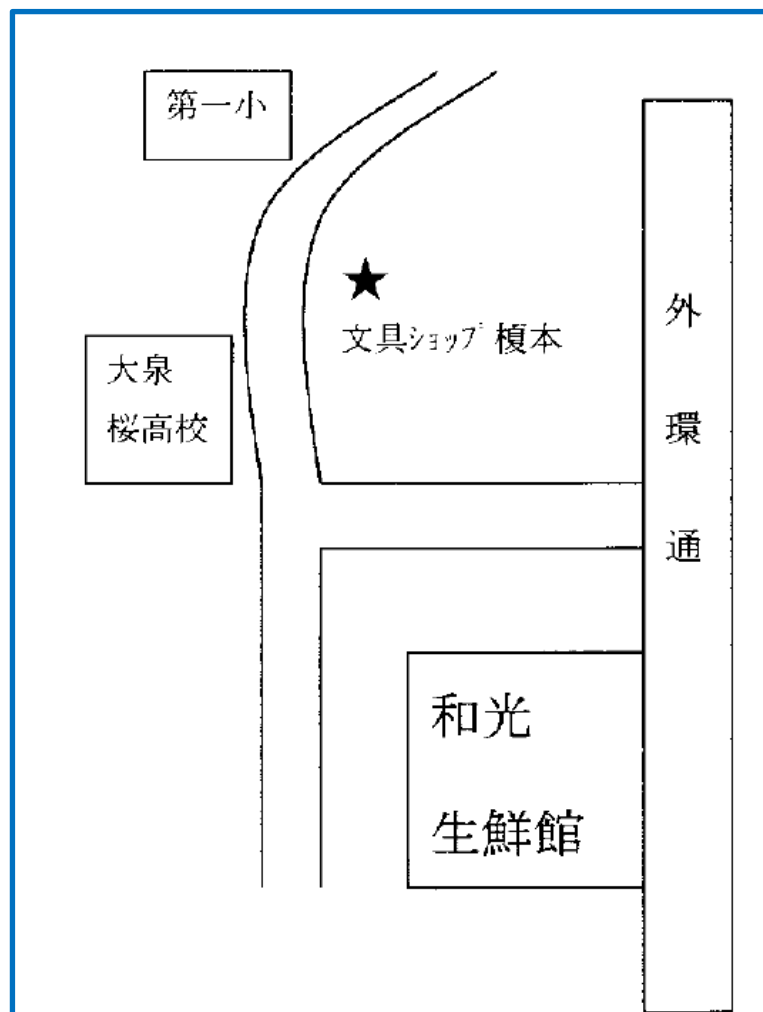 第一小
文具ｼｮｯﾌﾟ 榎本
大泉
桜高校
外環通
和光
生鮮館